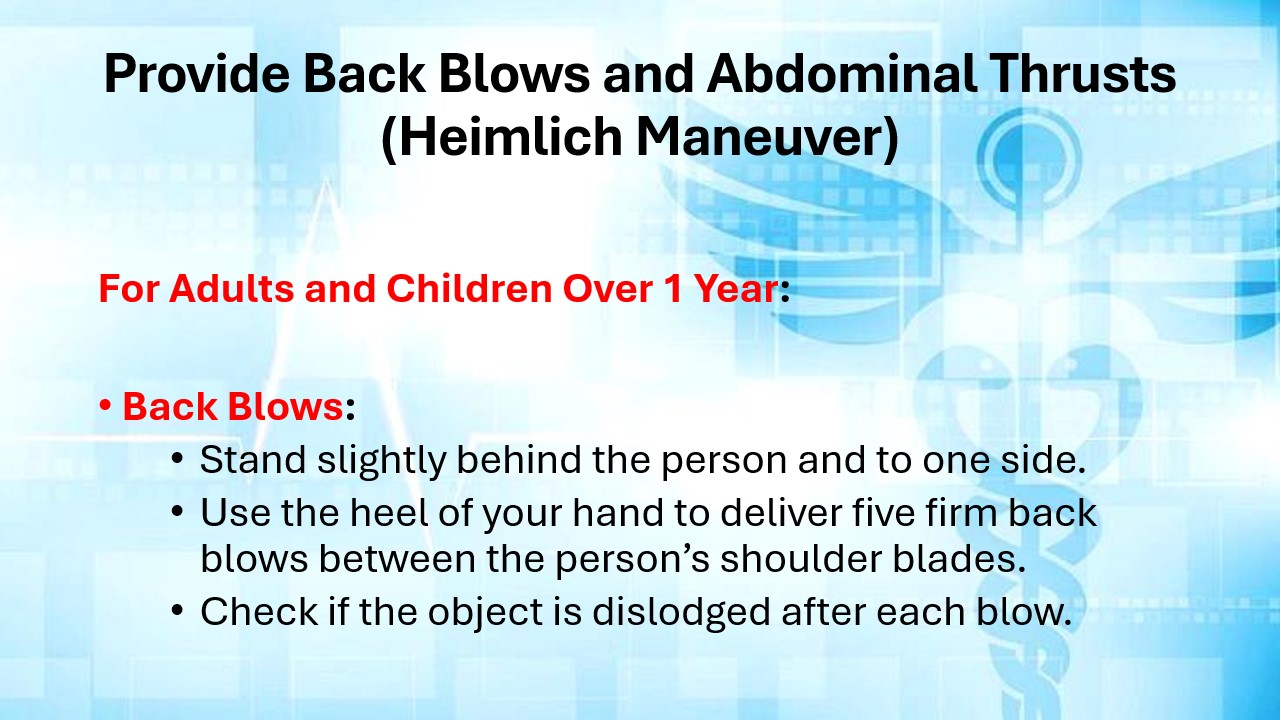 Provide Back Blows and Abdominal Thrusts
(Heimlich Maneuver)
For Adults and Children Over 1 Year:
• Back Blows:
• Stand slightly behind the person and to one side.
• Use the heel of your hand to deliver five firm back
blows between the person’s shoulder blades.
• Check if the object is dislodged after each blow.